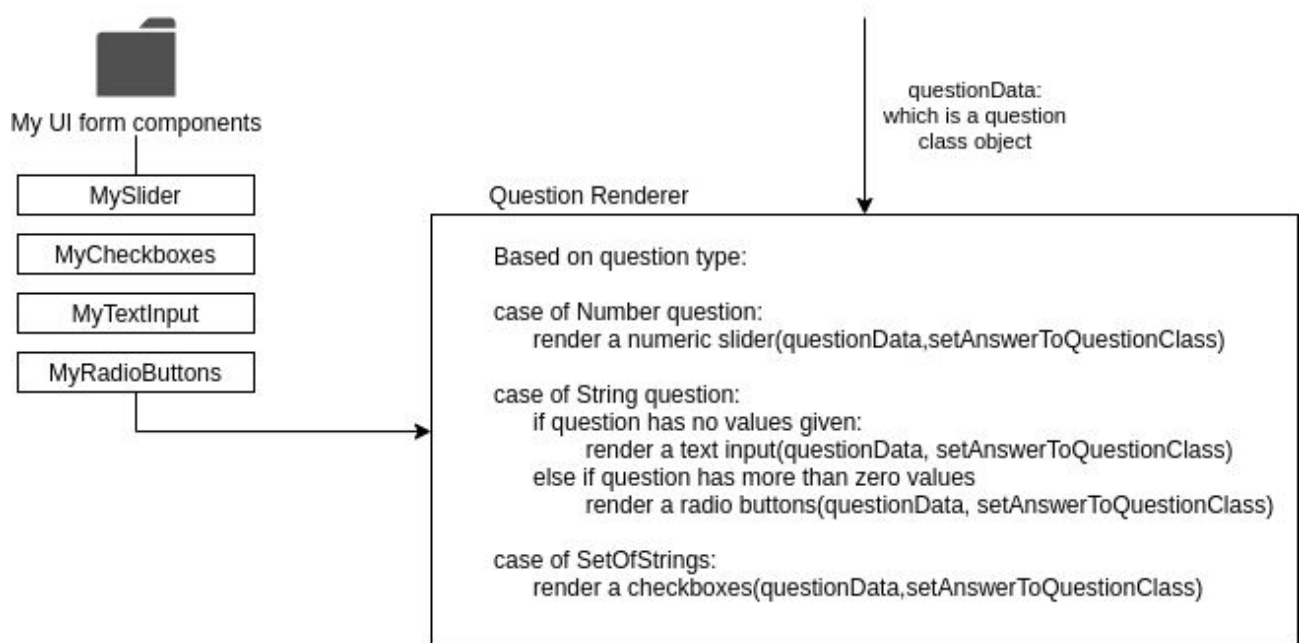 My UI form components
MySlider
MyCheckboxes
MyTextInput
MyRadioButtons
questionData:
which is a question
class object
Question Renderer
Based on question type:
case of Number question:
render a numeric slider(questionData,setAnswerToQuestionClass)
case of String question:
if question has no values given:
render a text input(questionData, setAnswerToQuestionClass)
else if question has more than zero values
render a radio buttons(questionData, setAnswerToQuestionClass)
case of SetOfStrings:
render a checkboxes(questionData,setAnswerToQuestionClass)